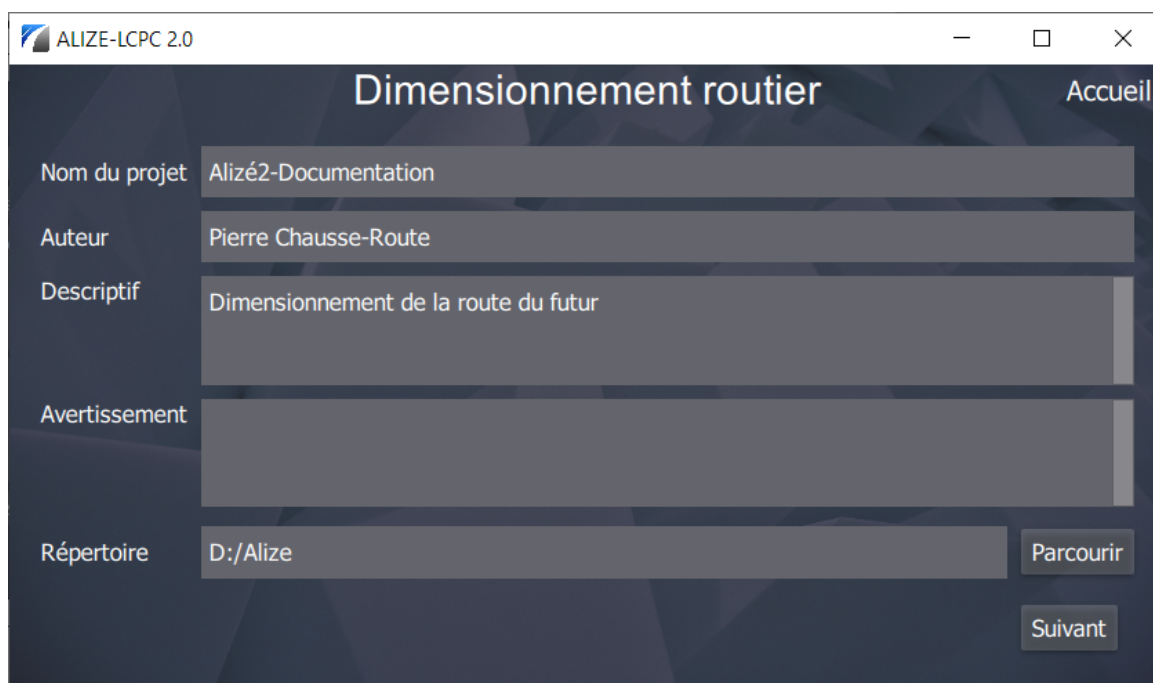 ALIZE-LCPC 2.0
Dimensionnement routier
Accueil
Nom du projet
Alizé2-Documentation
Auteur
Pierre Chausse-Route
Descriptif
Dimensionnement de la route du futur
Avertissement
Répertoire
D:/Alize
Parcourir
Suivant